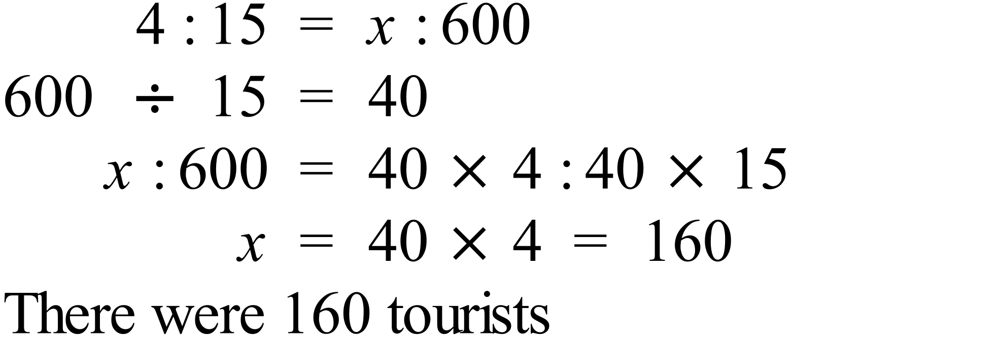 4 : 15 = x : 600
600 ÷ 15 = 40
x : 600 = 40 × 4 : 40 × 15
x = 40 × 4 = 160
There were 160 tourists